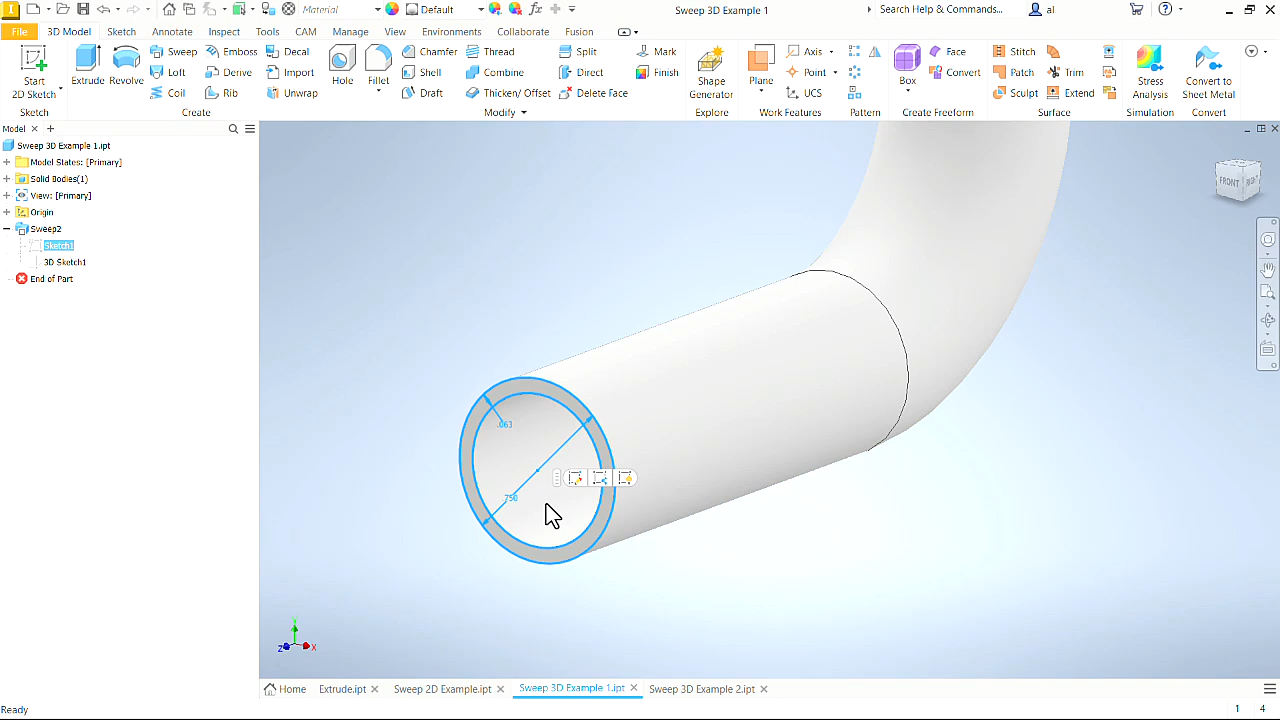 I Material Default fx Sweep 3D Example 1 Search Help & Commands... al
File 3D Model Sketch Annotate Inspect Tools CAM Manage View Environments Collaborate Fusion
Start 2D Sketch Extrude Revolve Sweep Emboss Decal Hole Fillet Chamfer Thread Split Mark Shape Generator Plane Axis Box Face Stitch Stress Analysis Convert to Sheet Metal
Loft Derive Import Shell Combine Direct Finish Point Convert Patch Trim
Coil Rib Unwrap Draft Thicken/ Offset Delete Face UCS Sculpt Extend
Sketch Create Modify Explore Work Features Pattern Create Freeform Surface Simulation Convert
Model
Sweep 3D Example 1.ipt
Model States: [Primary]
Solid Bodies(1)
View: [Primary]
Origin
Sweep2
Sketch1
3D Sketch1
End of Part
FRONT RIGHT
.063
.750
Y
Z X
Home Extrude.ipt Sweep 2D Example.ipt Sweep 3D Example 1.ipt Sweep 3D Example 2.ipt
Ready 1 4